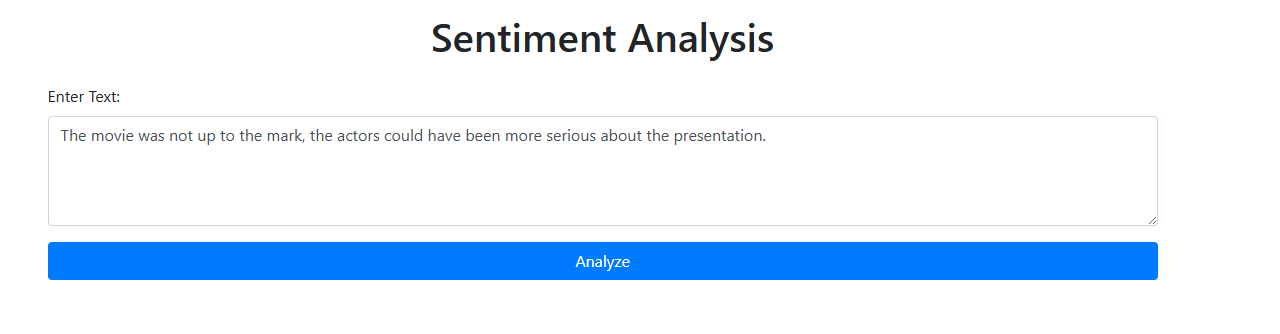 Sentiment Analysis
Enter Text:
The movie was not up to the mark, the actors could have been more serious about the presentation.
Analyze